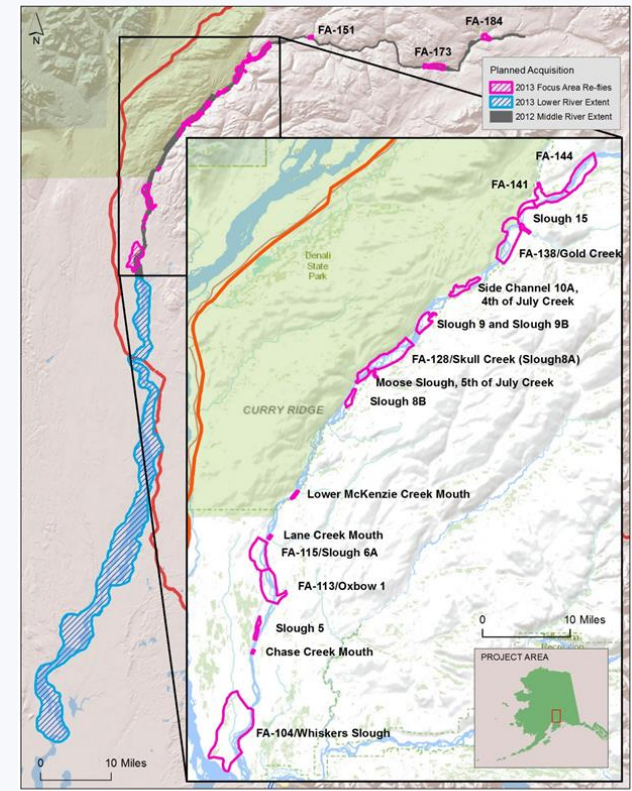 N
FA-151
FA-184
FA-173
Planned Acquisition
2013 Focus Area Re-flies
2013 Lower River Extent
2012 Middle River Extent
FA-144
FA-141
Slough 15
FA-138/Gold Creek
Denali
State
Park
Side Channel 10A,
4th of July Creek
Slough 9 and Slough 9B
FA-128/Skull Creek (Slough8A)
Moose Slough, 5th of July Creek
CURRY RIDGE
Slough 8B
Lower McKenzie Creek Mouth
Lane Creek Mouth
FA-115/Slough 6A
FA-113/Oxbow 1
Slough 5
Chase Creek Mouth
0 10 Miles
PROJECT AREA
FA-104/Whiskers Slough
0 10 Miles